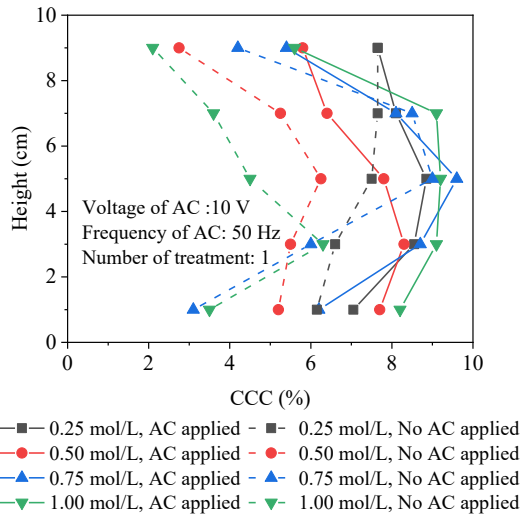 10
8
6
4
2
0
Height (cm)
Voltage of AC :10 V
Frequency of AC: 50 Hz
Number of treatment: 1
0 2 4 6 8 10
CCC (%)
0.25 mol/L, AC applied 0.25 mol/L, No AC applied
0.50 mol/L, AC applied 0.50 mol/L, No AC applied
0.75 mol/L, AC applied 0.75 mol/L, No AC applied
1.00 mol/L, AC applied 1.00 mol/L, No AC applied